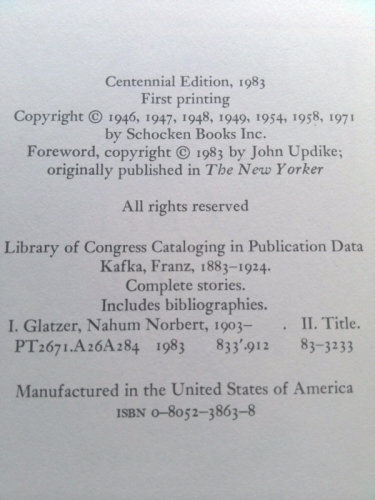 Centennial Edition, 1983
First printing
Copyright © 1946, 1947, 1948, 1949, 1954, 1958, 1971
by Schocken Books Inc.
Foreword, copyright © 1983 by John Updike;
originally published in The New Yorker
All rights reserved
Library of Congress Cataloging in Publication Data
Kafka, Franz, 1883–1924.
Complete stories.
Includes bibliographies.
I. Glatzer, Nahum Norbert, 1903– . II. Title.
PT2671.A26A284 1983 833'.912 83–3233
Manufactured in the United States of America
ISBN 0–8052–3863–8